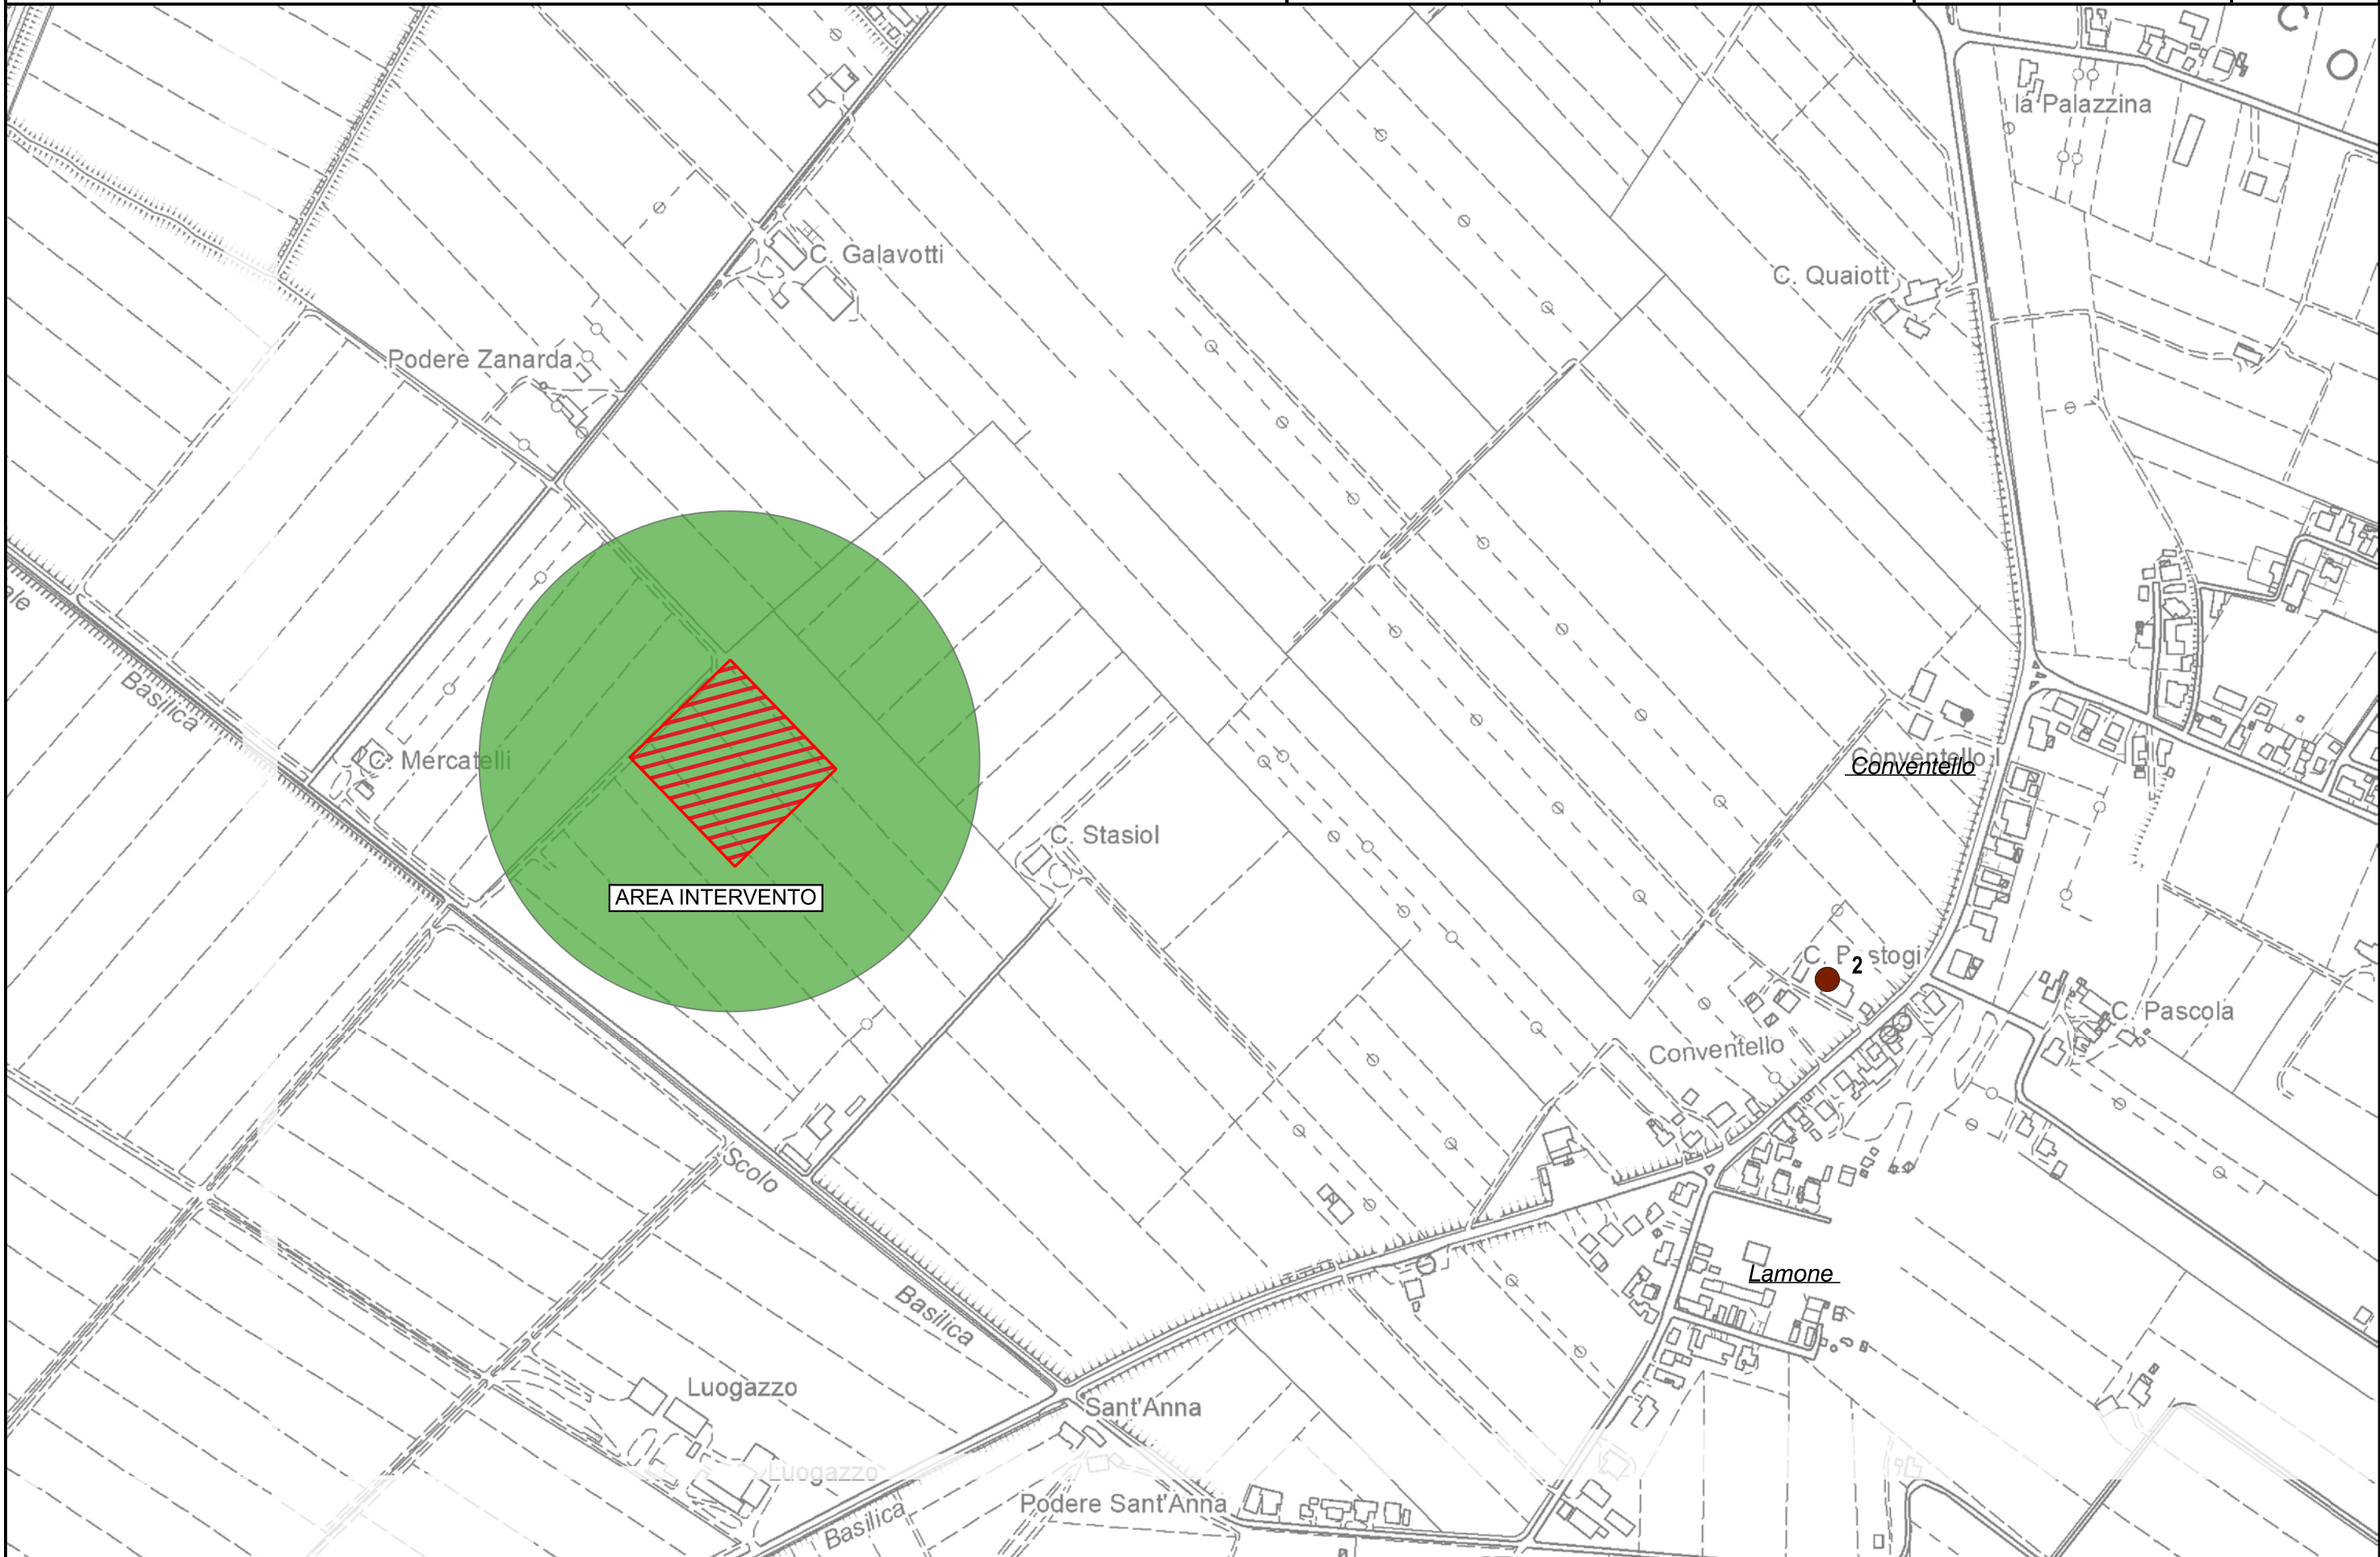 la Palazzina
C. Galavotti
C. Quaiott
Podere Zanarda
Basilica
C. Mercatelli
Conventello
Conventello
C. Stasiol
AREA INTERVENTO
2
C. Pascola
Conventello
Scolo
Lamone
Basilica
Luogazzo
Sant'Anna
Luogazzo
Podere Sant'Anna
Basilica